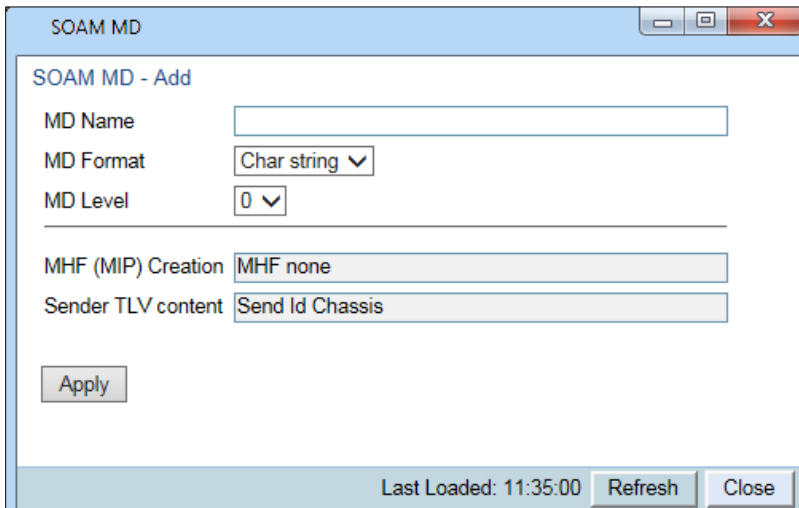 SOAM MD
SOAM MD - Add
MD Name
MD Format Char string
MD Level 0
MHF (MIP) Creation MHF none
Sender TLV content Send Id Chassis
Apply
Last Loaded: 11:35:00 Refresh Close